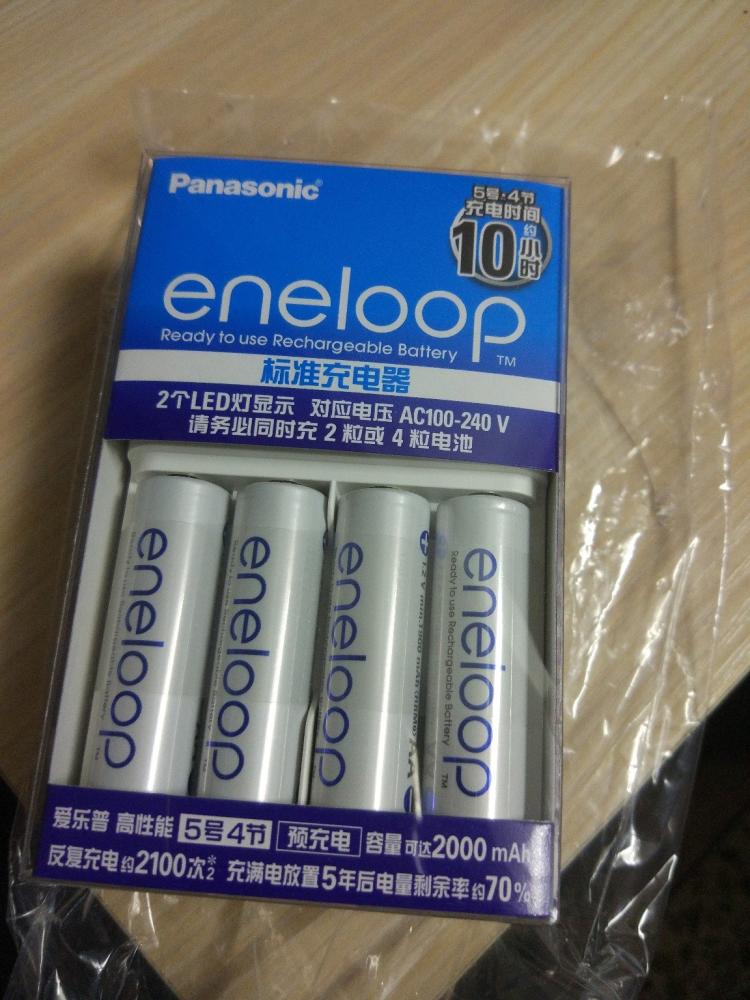 Panasonic
5号·4节
充电时间
约
10小时
eneloop
Ready to use Rechargeable Battery
TM
标准充电器
2个LED灯显示 对应电压 AC100-240 V
请务必同时充 2 粒或 4 粒电池
eneloop
TM
eneloop
eneloop
eneloop
Ready to use Rechargeable Battery
TM
爱乐普 高性能 5号4节 预充电 容量可达2000 mAh
反复充电约2100次※2 充满电放置5年后电量剩余率约70%